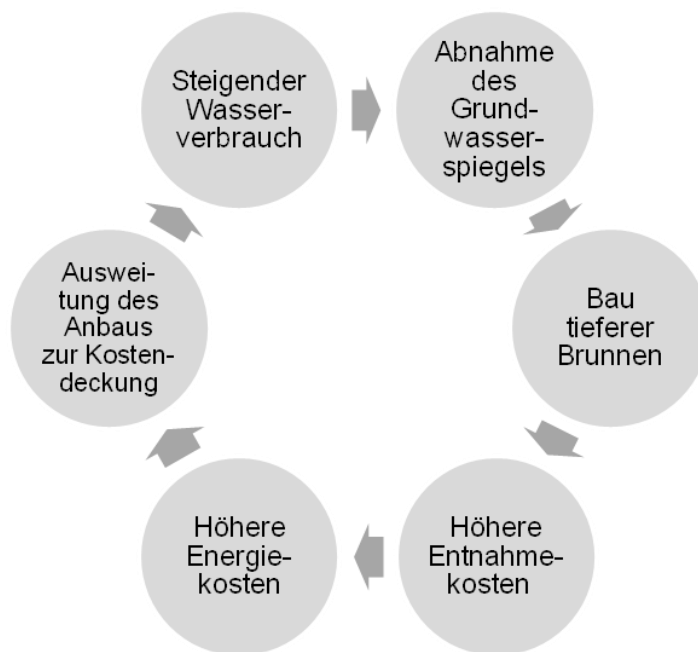 Steigender
Wasser-
verbrauch
Abnahme
des
Grund-
wasser-
spiegels
Bau
tieferer
Brunnen
Höhere
Entnahme-
kosten
Höhere
Energie-
kosten
Auswei-
tung des
Anbaus
zur Kosten-
deckung